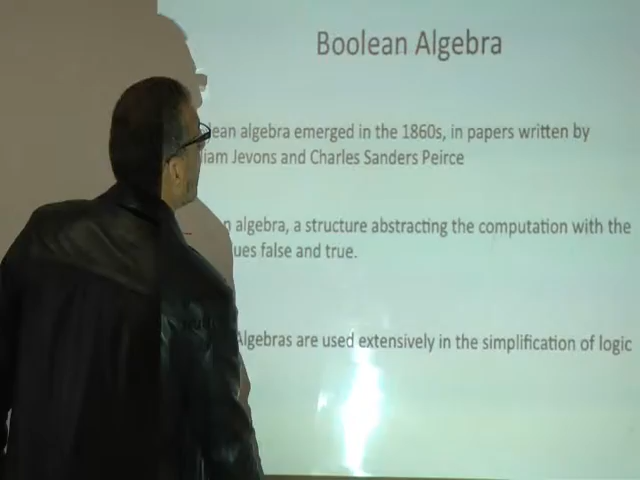 Boolean Algebra
lean algebra emerged in the 1860s, in papers written by
iam Jevons and Charles Sanders Peirce
n algebra, a structure abstracting the computation with the
ues false and true.
Algebras are used extensively in the simplification of logic